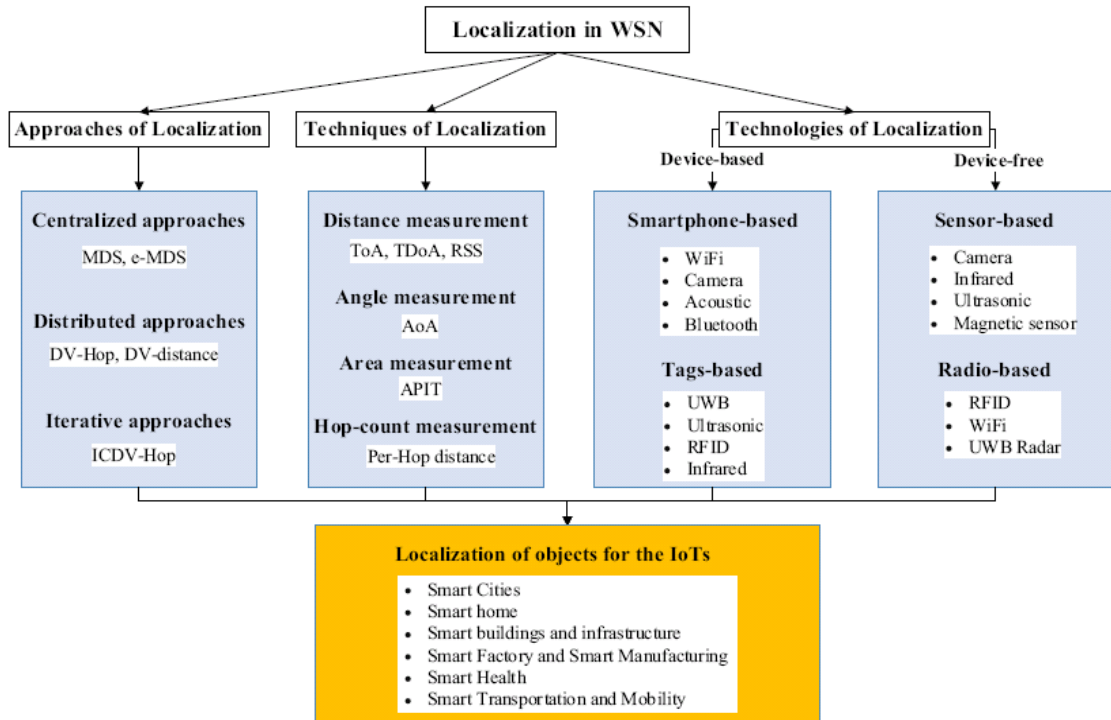 Localization in WSN
Approaches of Localization
Techniques of Localization
Technologies of Localization
Device-based
Device-free
Centralized approaches
MDS, e-MDS
Distributed approaches
DV-Hop, DV-distance
Iterative approaches
ICDV-Hop
Distance measurement
ToA, TDoA, RSS
Angle measurement
AoA
Area measurement
APIT
Hop-count measurement
Per-Hop distance
Smartphone-based
• WiFi
• Camera
• Acoustic
• Bluetooth
Tags-based
• UWB
• Ultrasonic
• RFID
• Infrared
Sensor-based
• Camera
• Infrared
• Ultrasonic
• Magnetic sensor
Radio-based
• RFID
• WiFi
• UWB Radar
Localization of objects for the IoTs
• Smart Cities
• Smart home
• Smart buildings and infrastructure
• Smart Factory and Smart Manufacturing
• Smart Health
• Smart Transportation and Mobility